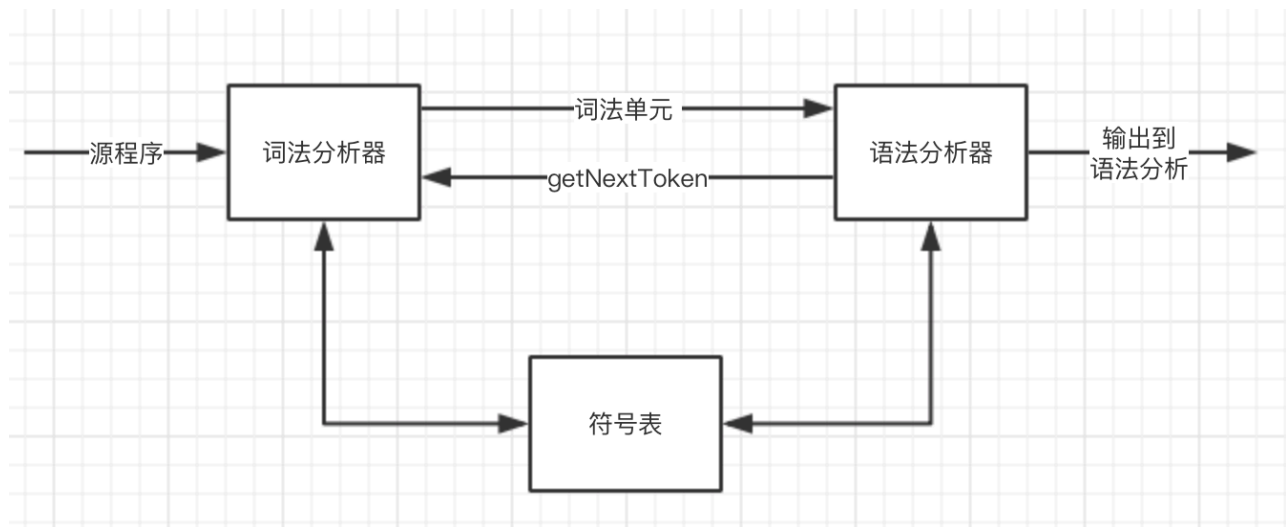 词法单元
源程序
词法分析器
语法分析器
输出到
语法分析
getNextToken
符号表